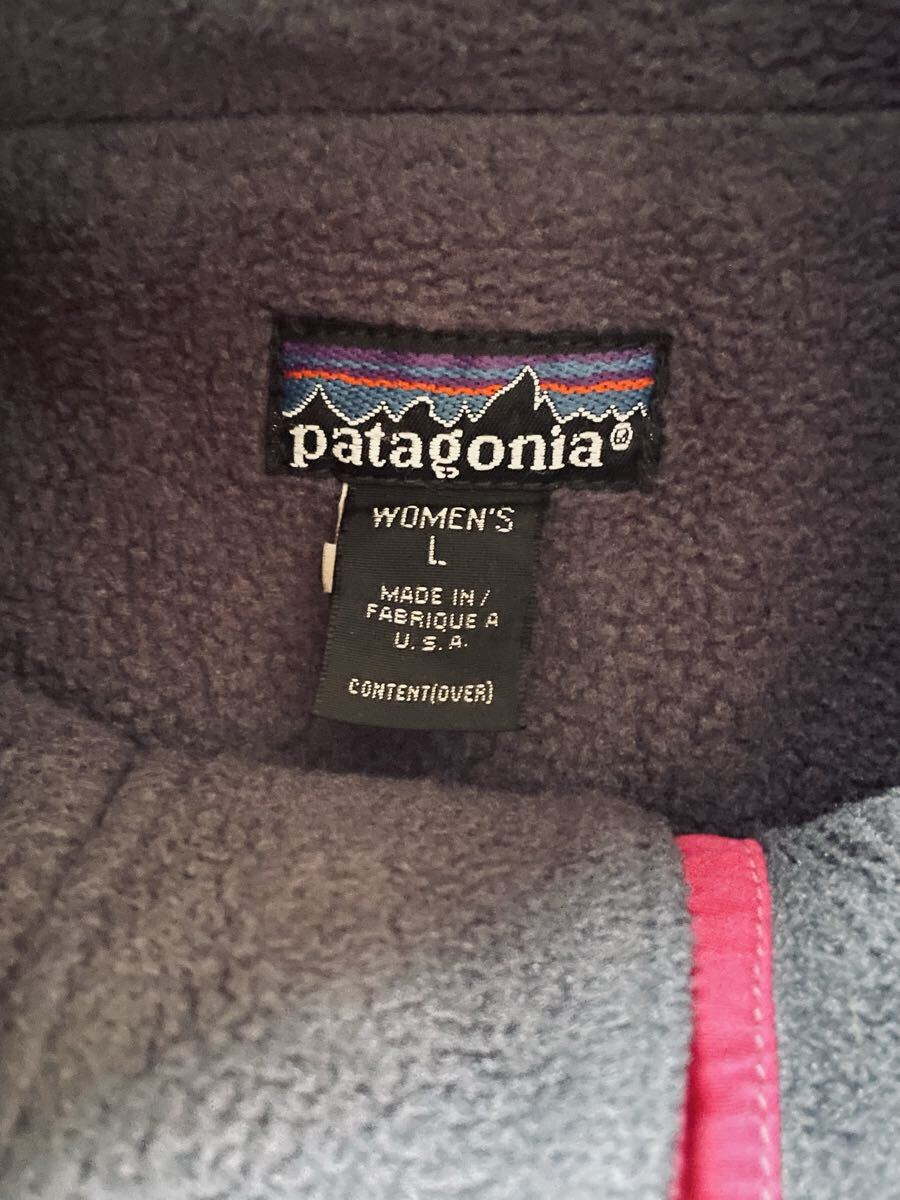 patagonia®
WOMEN'S
L
MADE IN /
FABRIQUE A
U.S.A.
CONTENT(OVER)